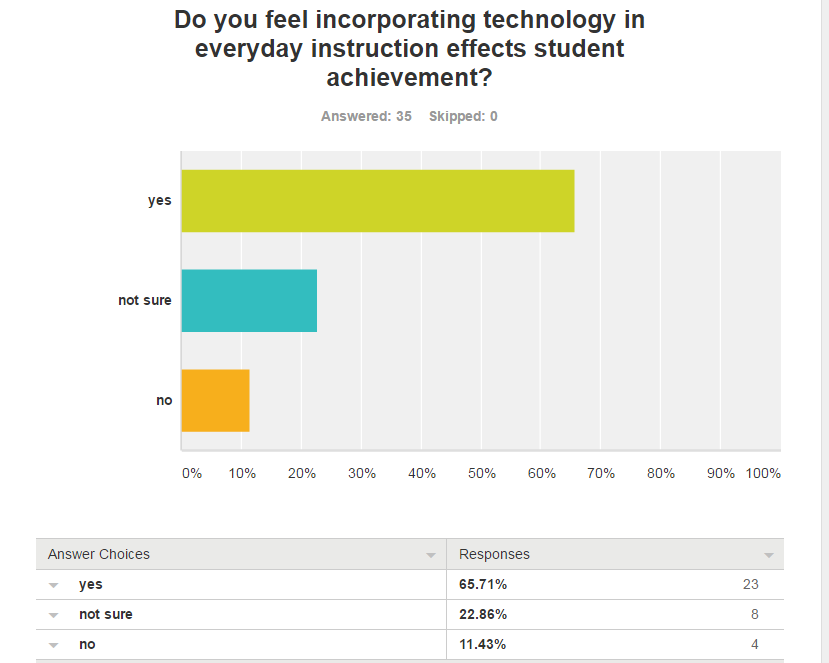 Do you feel incorporating technology in
everyday instruction effects student
achievement?
Answered: 35 Skipped: 0
yes
not sure
no
0% 10% 20% 30% 40% 50% 60% 70% 80% 90% 100%
Answer Choices Responses
yes 65.71% 23
not sure 22.86% 8
no 11.43% 4